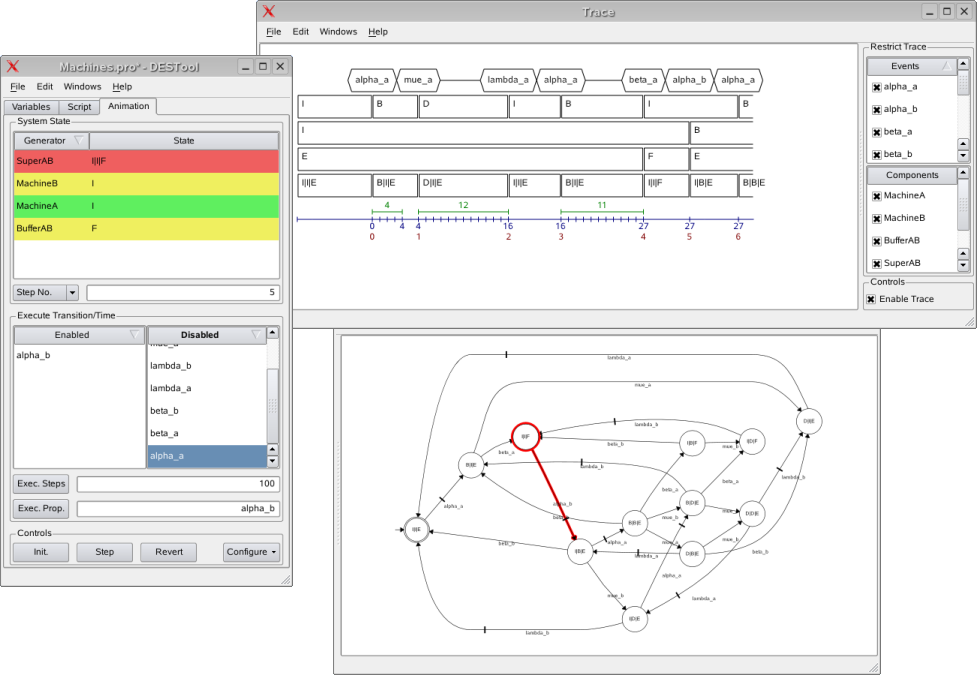 Trace
File Edit Windows Help
alpha_a mue_a lambda_a alpha_a beta_a alpha_b alpha_a
I B D I B I B
I B
E F E
I|I|E B|I|E D|I|E I|I|E B|I|E I|I|F I|B|E B|B|E
4 12 11
0 4 4 16 16 27 27 27
0 1 2 3 4 5 6
Restrict Trace
Events
alpha_a
alpha_b
beta_a
beta_b
Components
MachineA
MachineB
BufferAB
SuperAB
Controls
Enable Trace
Machines.pro* - DESTool
File Edit Windows Help
Variables Script Animation
System State
Generator State
SuperAB I|I|F
MachineB I
MachineA I
BufferAB F
Step No. 5
Execute Transition/Time
Enabled Disabled
alpha_b
mue_a
lambda_b
lambda_a
beta_b
beta_a
alpha_a
Exec. Steps 100
Exec. Prop. alpha_b
Controls
Init. Step Revert Configure
lambda_a
mue_a
lambda_b
beta_b
mue_b
beta_a
lambda_b
lambda_b
beta_a
beta_a
alpha_a
alpha_b
mue_b
mue_b
beta_b
alpha_a
mue_a
mue_b
lambda_a
beta_b
alpha_a
mue_b
lambda_a
lambda_b